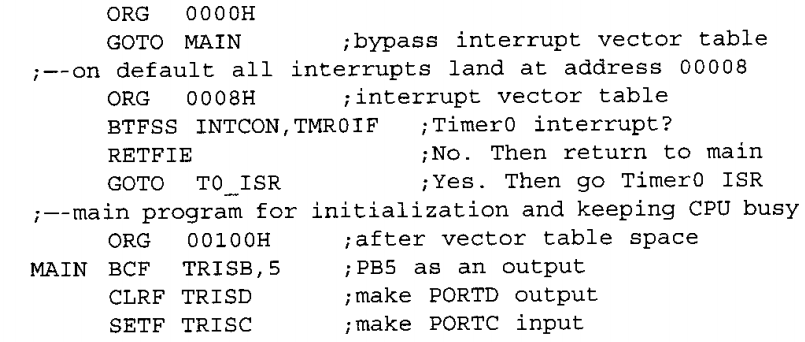 ORG 0000H
GOTO MAIN ;bypass interrupt vector table
;--on default all interrupts land at address 00008
ORG 0008H ;interrupt vector table
BTFSS INTCON,TMR0IF ;Timer0 interrupt?
RETFIE ;No. Then return to main
GOTO T0_ISR ;Yes. Then go Timer0 ISR
;--main program for initialization and keeping CPU busy
ORG 00100H ;after vector table space
MAIN BCF TRISB,5 ;PB5 as an output
CLRF TRISD ;make PORTD output
SETF TRISC ;make PORTC input